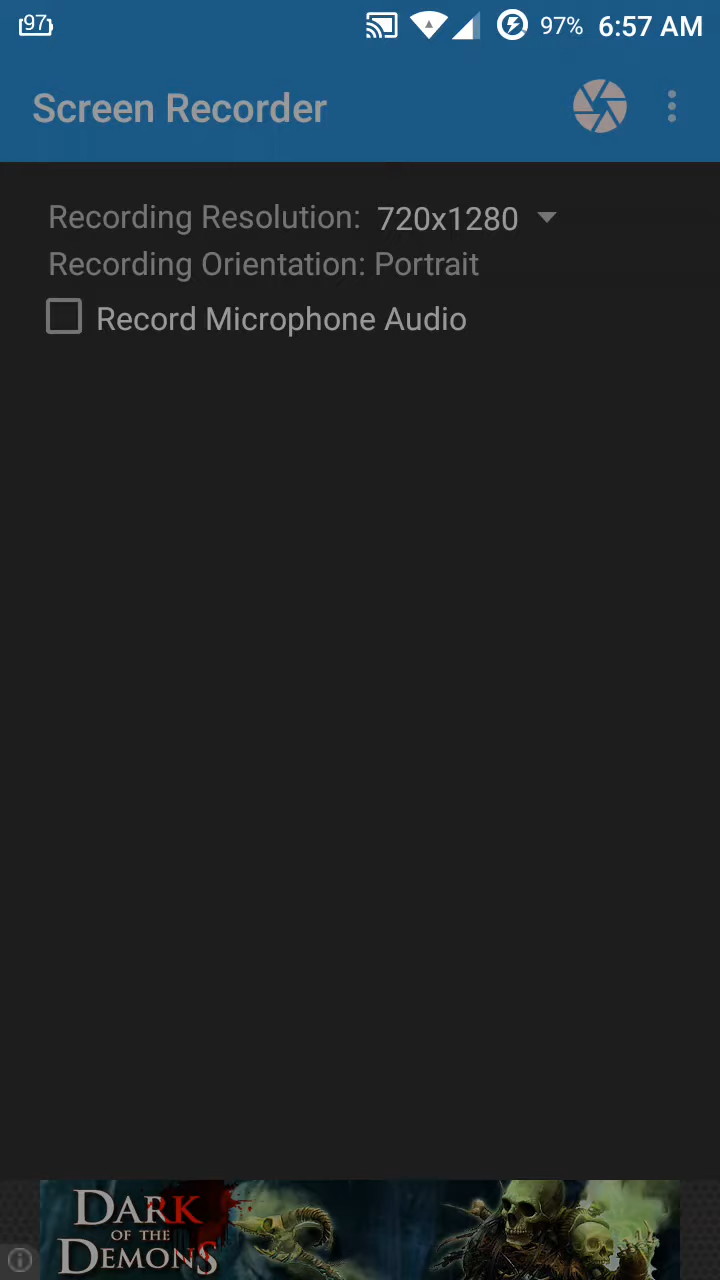 97
97%
6:57 AM
Screen Recorder
Recording Resolution: 720x1280
Recording Orientation: Portrait
Record Microphone Audio
DARK
OF THE
DEMONS